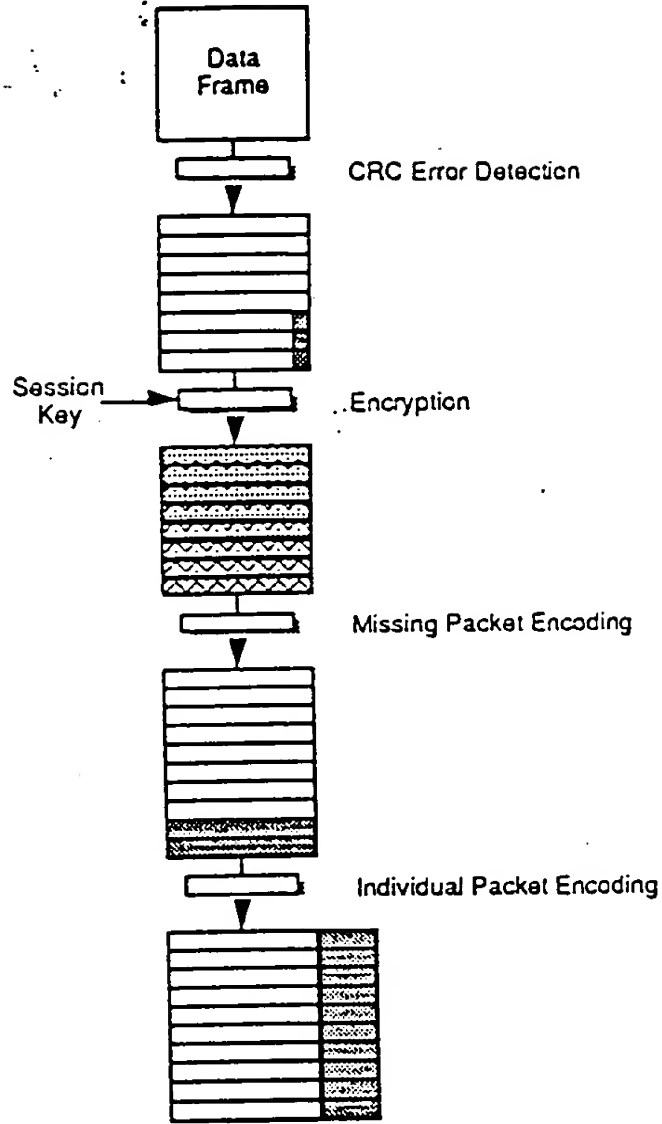 Data
Frame
CRC Error Detection
Session
Key
Encryption
Missing Packet Encoding
Individual Packet Encoding